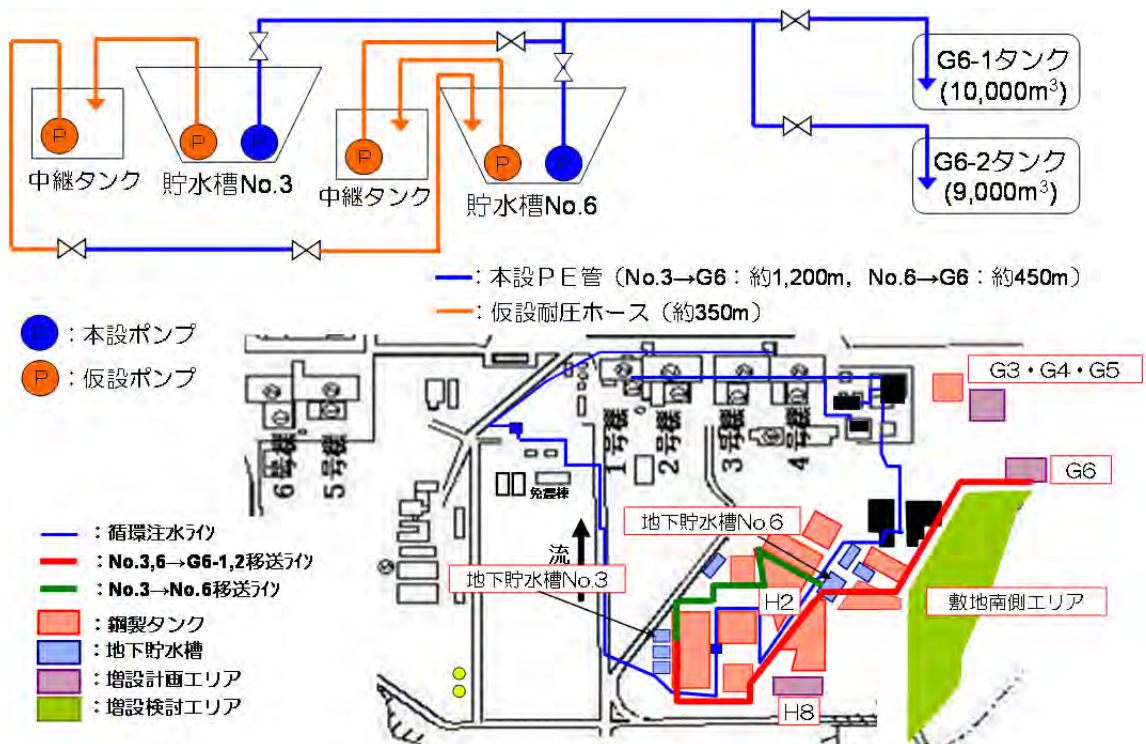 G6-1タンク
(10,000m³)
G6-2タンク
(9,000m³)
P
P
P
P
P
P
中継タンク
貯水槽No.3
中継タンク
貯水槽No.6
：本設ＰＥ管（No.3→G6：約1,200m，No.6→G6：約450m）
：仮設耐圧ホース（約350m）
P：本設ポンプ
P：仮設ポンプ
G3・G4・G5
6号機
5号機
1号機
2号機
3号機
4号機
免震棟
G6
地下貯水槽No.6
：循環注水ﾗｲﾝ
：No.3,6→G6-1,2移送ﾗｲﾝ
：No.3→No.6移送ﾗｲﾝ
：鋼製タンク
：地下貯水槽
：増設計画エリア
：増設検討エリア
流
地下貯水槽No.3
H2
敷地南側エリア
H8